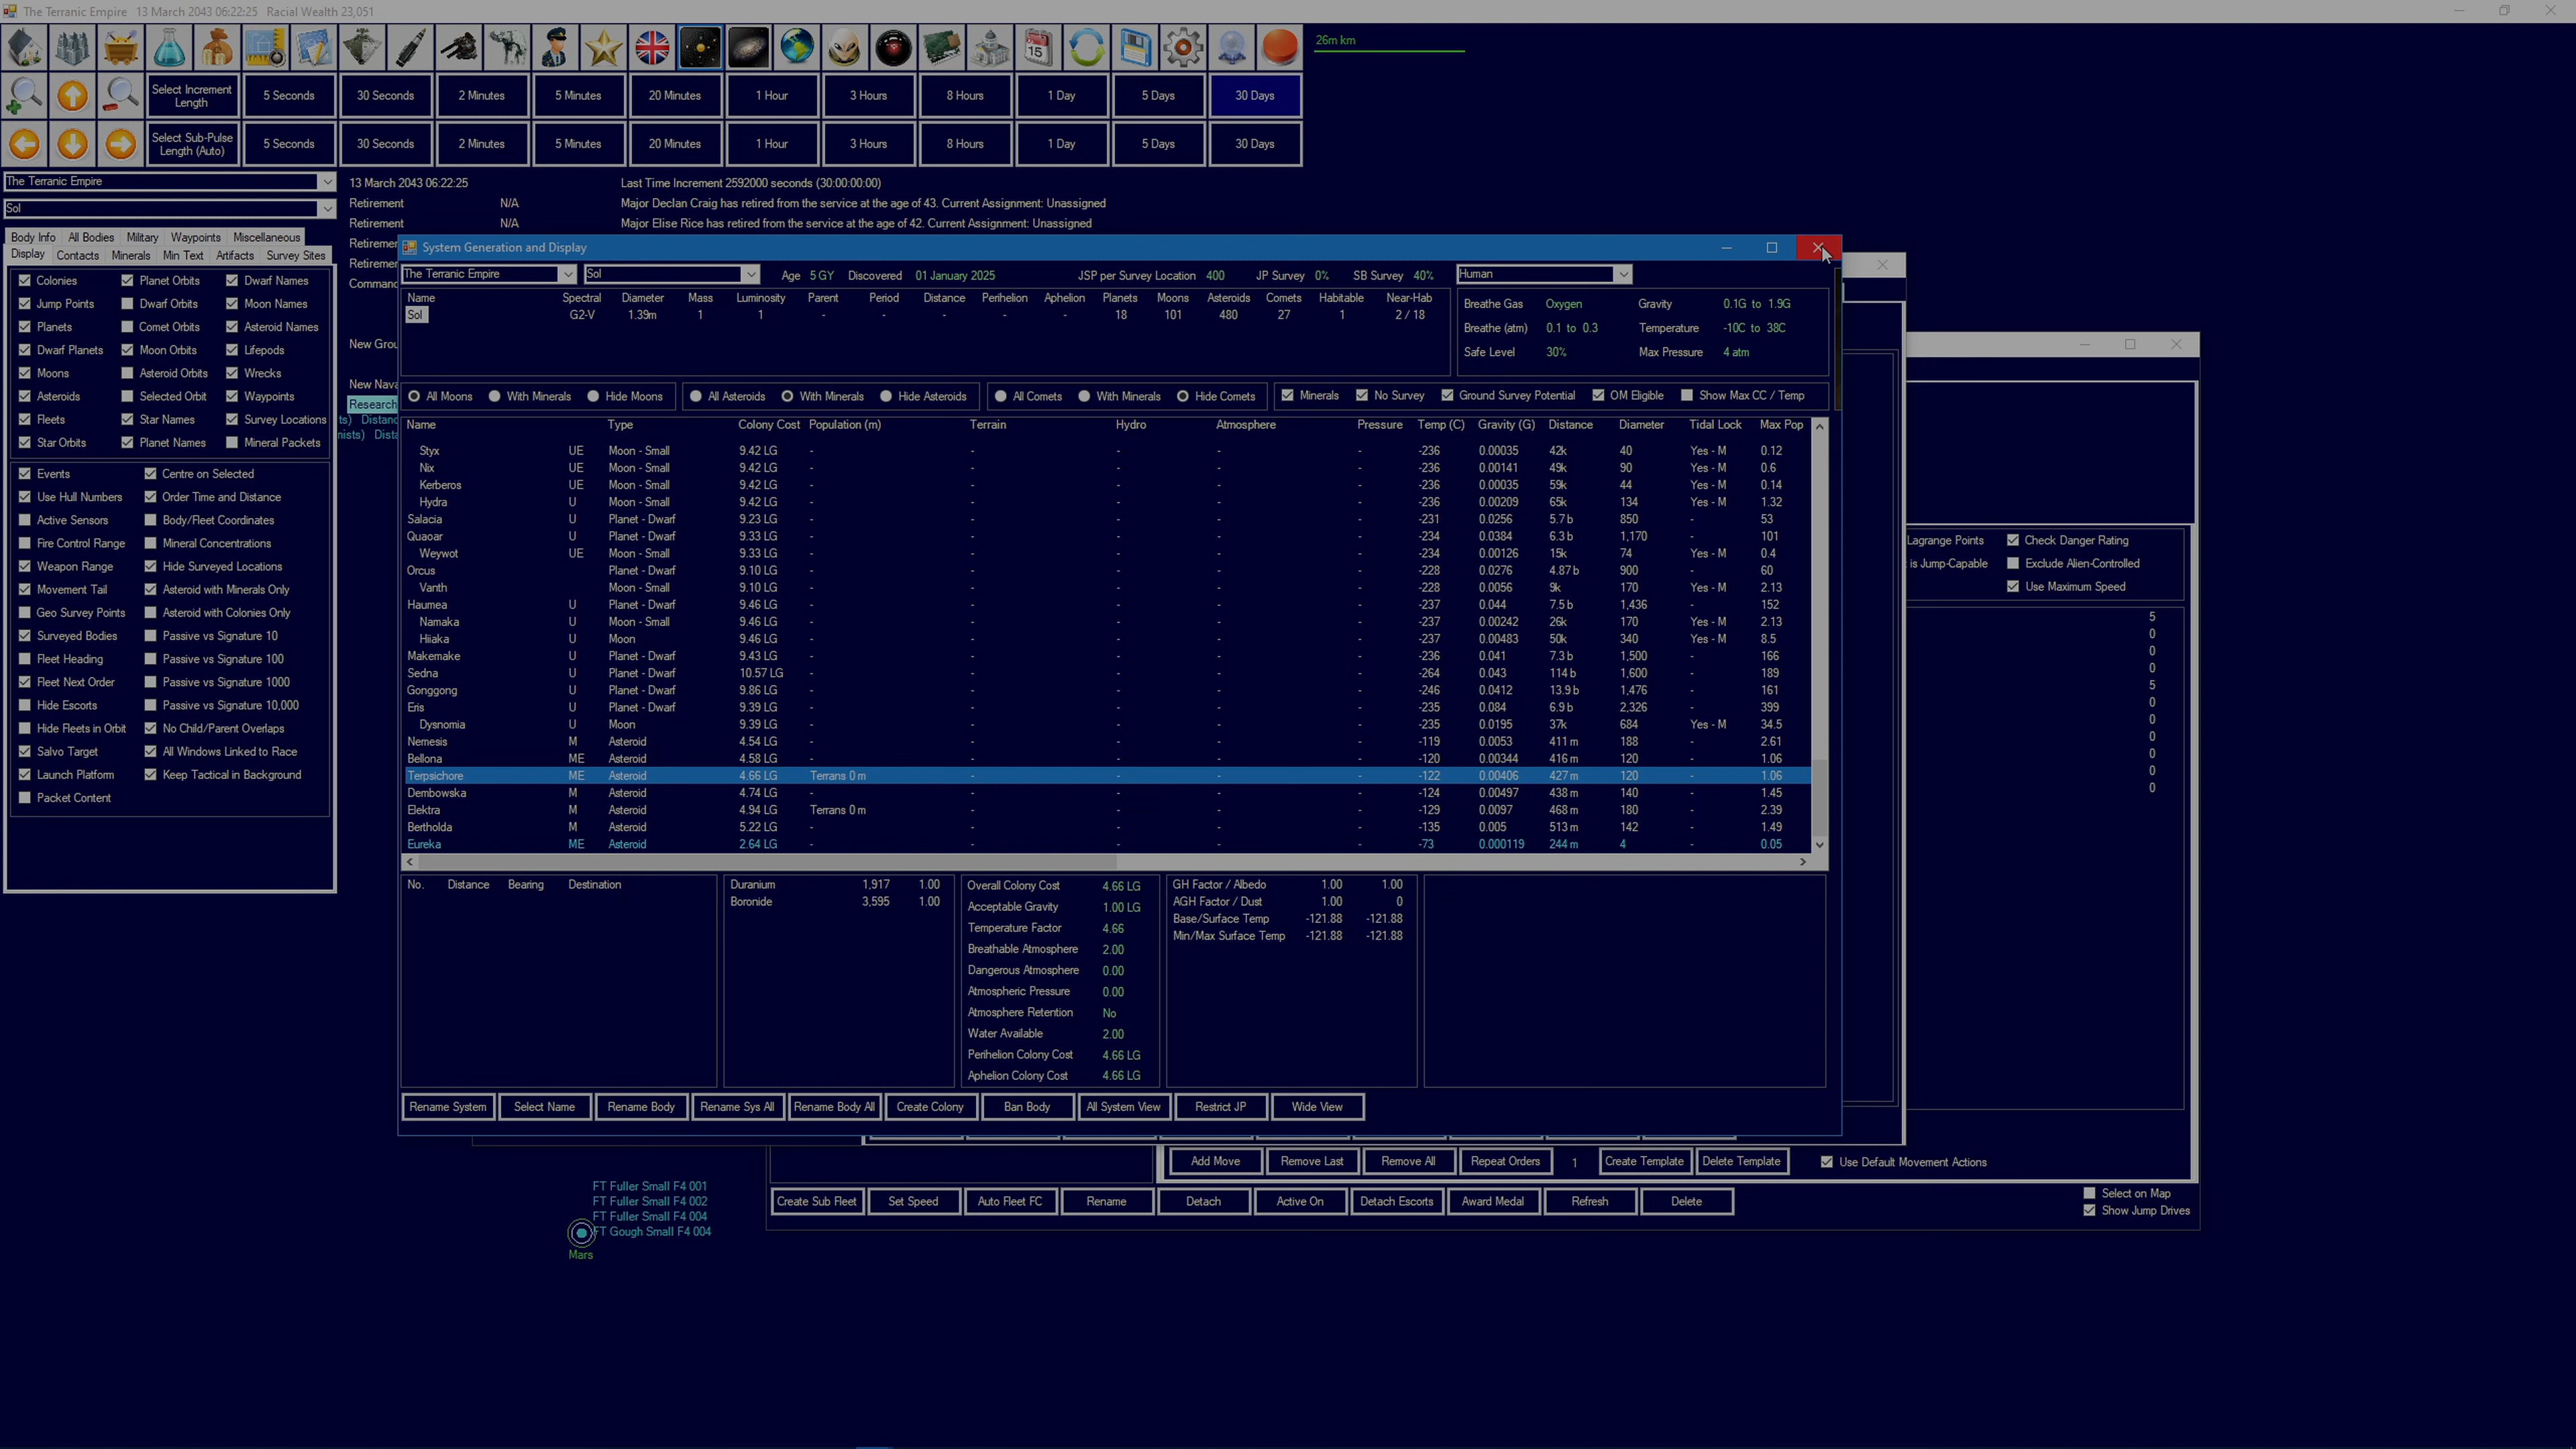 The Terranic Empire 13 March 2043 06:22:25 Racial Wealth 23,051
26m km
15
Select Increment Length 5 Seconds 30 Seconds 2 Minutes 5 Minutes 20 Minutes 1 Hour 3 Hours 8 Hours 1 Day 5 Days 30 Days
Select Sub-Pulse Length (Auto) 5 Seconds 30 Seconds 2 Minutes 5 Minutes 20 Minutes 1 Hour 3 Hours 8 Hours 1 Day 5 Days 30 Days
The Terranic Empire
Sol
13 March 2043 06:22:25 Last Time Increment 2592000 seconds (30:00:00:00)
Retirement N/A Major Declan Craig has retired from the service at the age of 43. Current Assignment: Unassigned
Retirement N/A Major Elise Rice has retired from the service at the age of 42. Current Assignment: Unassigned
Retireme
Retireme
Comman
New Grou
New Nava
Research
ts) Distanc
nists) Dista
Body Info All Bodies Military Waypoints Miscellaneous
Display Contacts Minerals Min Text Artifacts Survey Sites
Colonies Planet Orbits Dwarf Names
Jump Points Dwarf Orbits Moon Names
Planets Comet Orbits Asteroid Names
Dwarf Planets Moon Orbits Lifepods
Moons Asteroid Orbits Wrecks
Asteroids Selected Orbit Waypoints
Fleets Star Names Survey Locations
Star Orbits Planet Names Mineral Packets
Events Centre on Selected
Use Hull Numbers Order Time and Distance
Active Sensors Body/Fleet Coordinates
Fire Control Range Mineral Concentrations
Weapon Range Hide Surveyed Locations
Movement Tail Asteroid with Minerals Only
Geo Survey Points Asteroid with Colonies Only
Surveyed Bodies Passive vs Signature 10
Fleet Heading Passive vs Signature 100
Fleet Next Order Passive vs Signature 1000
Hide Escorts Passive vs Signature 10,000
Hide Fleets in Orbit No Child/Parent Overlaps
Salvo Target All Windows Linked to Race
Launch Platform Keep Tactical in Background
Packet Content
System Generation and Display
The Terranic Empire Sol Age 5 GY Discovered 01 January 2025 JSP per Survey Location 400 JP Survey 0% SB Survey 40% Human
Name Spectral Diameter Mass Luminosity Parent Period Distance Perihelion Aphelion Planets Moons Asteroids Comets Habitable Near-Hab
Sol G2-V 1.39m 1 1 - - - - - 18 101 480 27 1 2 / 18
Breathe Gas Oxygen Gravity 0.1G to 1.9G
Breathe (atm) 0.1 to 0.3 Temperature -10C to 38C
Safe Level 30% Max Pressure 4 atm
All Moons With Minerals Hide Moons All Asteroids With Minerals Hide Asteroids All Comets With Minerals Hide Comets Minerals No Survey Ground Survey Potential OM Eligible Show Max CC / Temp
Name Type Colony Cost Population (m) Terrain Hydro Atmosphere Pressure Temp (C) Gravity (G) Distance Diameter Tidal Lock Max Pop
Styx UE Moon - Small 9.42 LG - - - - - -236 0.00035 42k 40 Yes - M 0.12
Nix UE Moon - Small 9.42 LG - - - - - -236 0.00141 49k 90 Yes - M 0.6
Kerberos UE Moon - Small 9.42 LG - - - - - -236 0.00035 59k 44 Yes - M 0.14
Hydra U Moon - Small 9.42 LG - - - - - -236 0.00209 65k 134 Yes - M 1.32
Salacia U Planet - Dwarf 9.23 LG - - - - - -231 0.0256 5.7 b 850 - 53
Quaoar U Planet - Dwarf 9.33 LG - - - - - -234 0.0384 6.3 b 1,170 - 101
Weywot UE Moon - Small 9.33 LG - - - - - -234 0.00126 15k 74 Yes - M 0.4
Orcus Planet - Dwarf 9.10 LG - - - - - -228 0.0276 4.87 b 900 - 60
Vanth Moon - Small 9.10 LG - - - - - -228 0.0056 9k 170 Yes - M 2.13
Haumea U Planet - Dwarf 9.46 LG - - - - - -237 0.044 7.5 b 1,436 - 152
Namaka U Moon - Small 9.46 LG - - - - - -237 0.00242 26k 170 Yes - M 2.13
Hiiaka U Moon 9.46 LG - - - - - -237 0.00483 50k 340 Yes - M 8.5
Makemake U Planet - Dwarf 9.43 LG - - - - - -236 0.041 7.3 b 1,500 - 166
Sedna U Planet - Dwarf 10.57 LG - - - - - -264 0.043 114 b 1,600 - 189
Gonggong U Planet - Dwarf 9.86 LG - - - - - -246 0.0412 13.9 b 1,476 - 161
Eris U Planet - Dwarf 9.39 LG - - - - - -235 0.084 6.9 b 2,326 - 399
Dysnomia U Moon 9.39 LG - - - - - -235 0.0195 37k 684 Yes - M 34.5
Nemesis M Asteroid 4.54 LG - - - - - -119 0.0053 411 m 188 - 2.61
Bellona ME Asteroid 4.58 LG - - - - - -120 0.00344 416 m 120 - 1.06
Terpsichore ME Asteroid 4.66 LG Terrans 0 m - - - - -122 0.00406 427 m 120 - 1.06
Dembowska M Asteroid 4.74 LG - - - - - -124 0.00497 438 m 140 - 1.45
Elektra M Asteroid 4.94 LG Terrans 0 m - - - - -129 0.0097 468 m 180 - 2.39
Bertholda M Asteroid 5.22 LG - - - - - -135 0.005 513 m 142 - 1.49
Eureka ME Asteroid 2.64 LG - - - - - -73 0.000119 244 m 4 - 0.05
No. Distance Bearing Destination
Duranium 1,917 1.00
Boronide 3,595 1.00
Overall Colony Cost 4.66 LG
Acceptable Gravity 1.00 LG
Temperature Factor 4.66
Breathable Atmosphere 2.00
Dangerous Atmosphere 0.00
Atmospheric Pressure 0.00
Atmosphere Retention No
Water Available 2.00
Perihelion Colony Cost 4.66 LG
Aphelion Colony Cost 4.66 LG
GH Factor / Albedo 1.00 1.00
AGH Factor / Dust 1.00 0
Base/Surface Temp -121.88 -121.88
Min/Max Surface Temp -121.88 -121.88
Rename System Select Name Rename Body Rename Sys All Rename Body All Create Colony Ban Body All System View Restrict JP Wide View
Lagrange Points Check Danger Rating
is Jump-Capable Exclude Alien-Controlled
Use Maximum Speed
5
0
0
0
5
0
0
0
0
0
0
Add Move Remove Last Remove All Repeat Orders 1 Create Template Delete Template Use Default Movement Actions
Create Sub Fleet Set Speed Auto Fleet FC Rename Detach Active On Detach Escorts Award Medal Refresh Delete
Select on Map
Show Jump Drives
FT Fuller Small F4 001
FT Fuller Small F4 002
FT Fuller Small F4 004
FT Gough Small F4 004
Mars